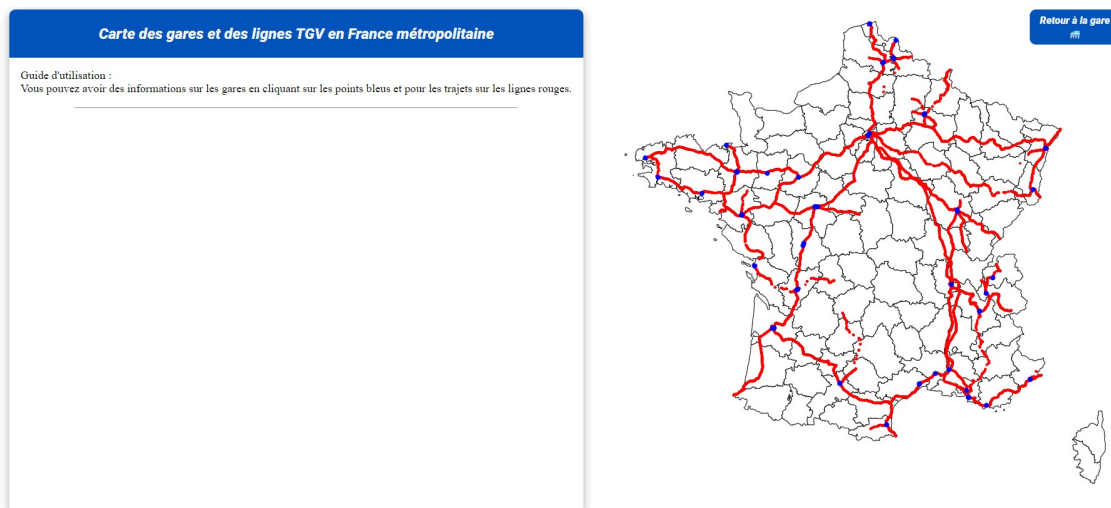 Carte des gares et des lignes TGV en France métropolitaine
Retour à la gare
Guide d'utilisation :
Vous pouvez avoir des informations sur les gares en cliquant sur les points bleus et pour les trajets sur les lignes rouges.